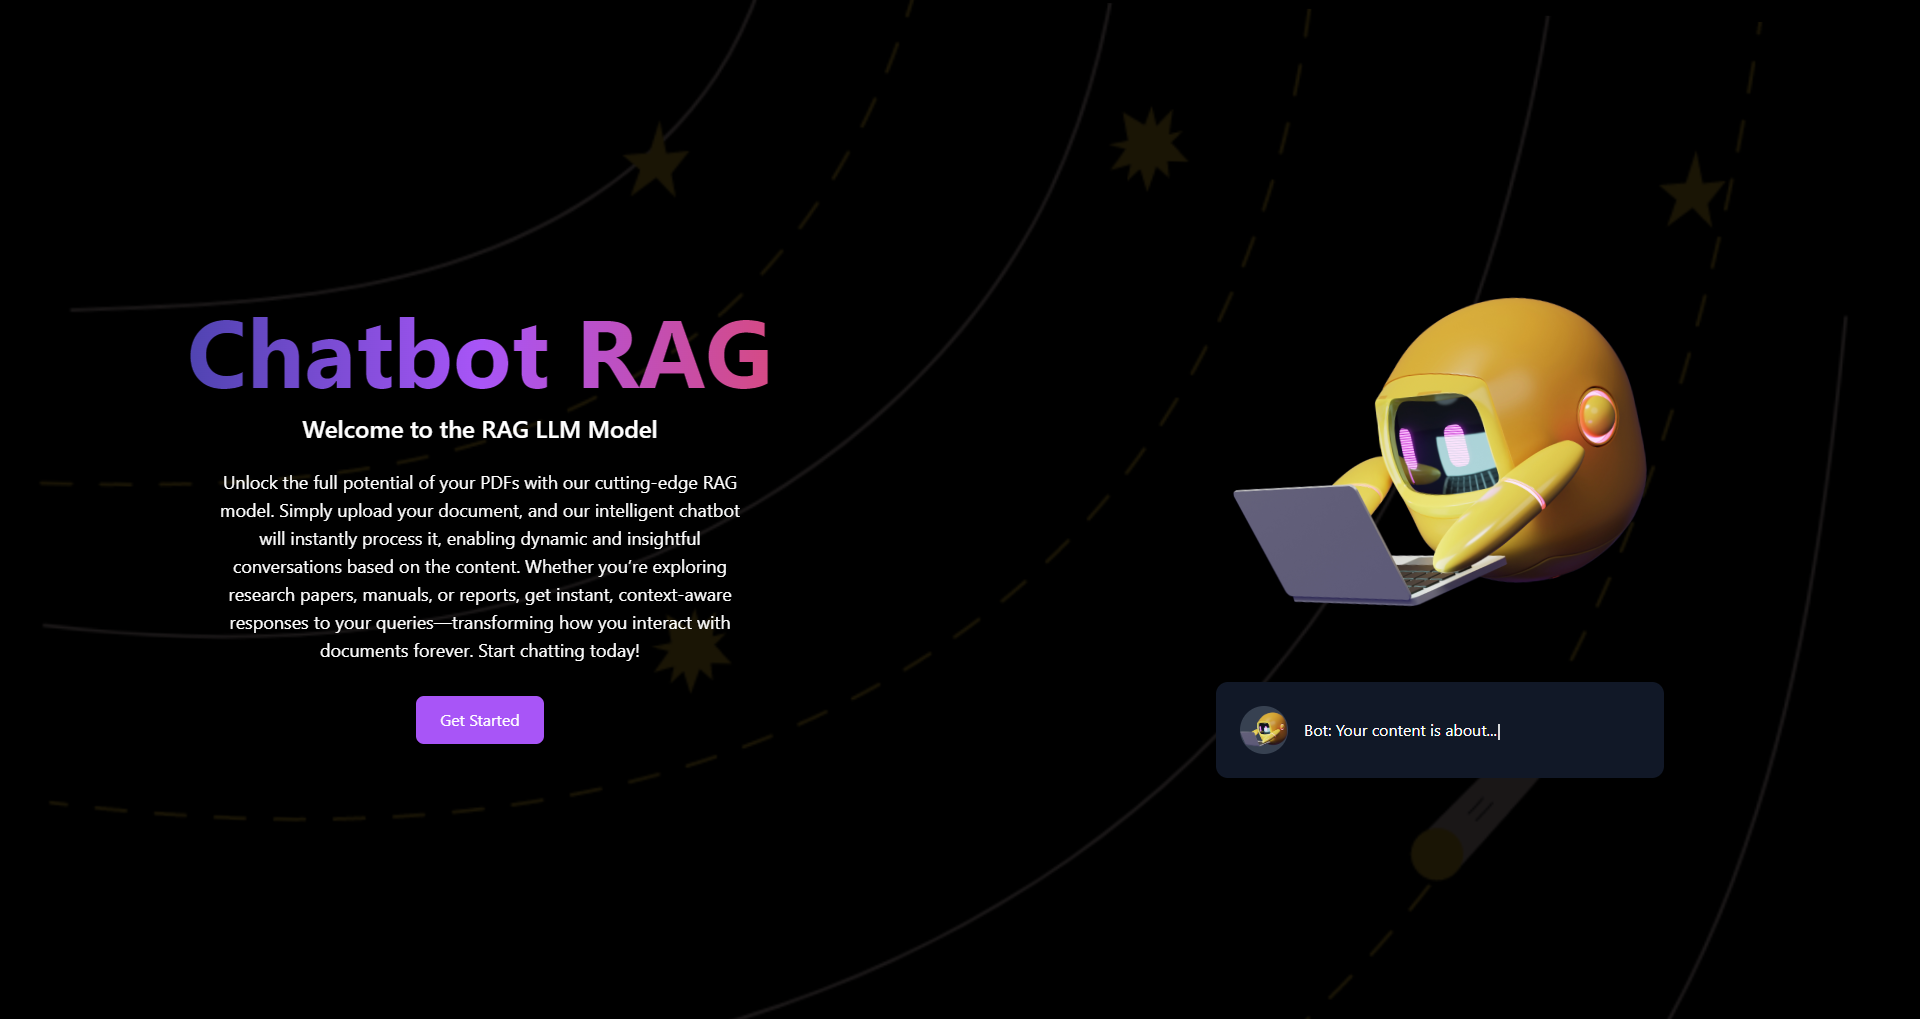 Chatbot RAG
Welcome to the RAG LLM Model
Unlock the full potential of your PDFs with our cutting-edge RAG
model. Simply upload your document, and our intelligent chatbot
will instantly process it, enabling dynamic and insightful
conversations based on the content. Whether you’re exploring
research papers, manuals, or reports, get instant, context-aware
responses to your queries—transforming how you interact with
documents forever. Start chatting today!
Get Started
Bot: Your content is about...|